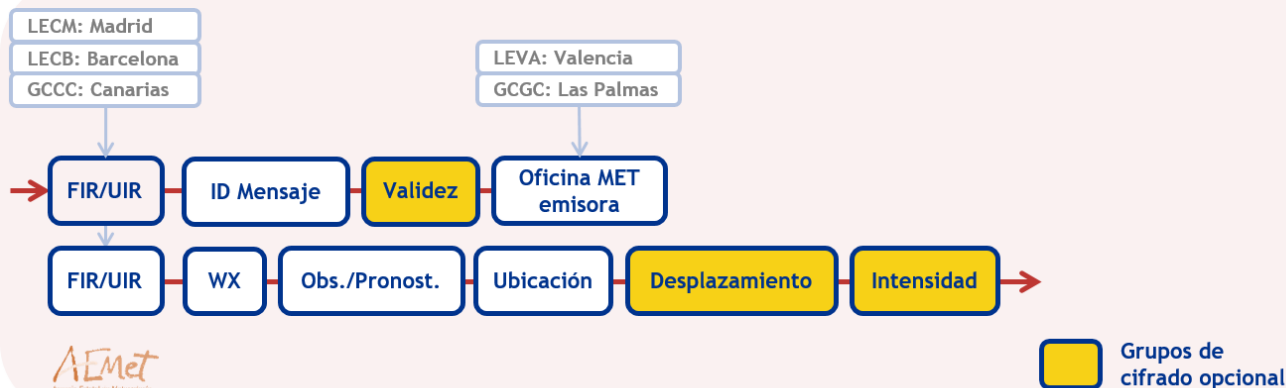 LECM: Madrid
LECB: Barcelona
GCCC: Canarias
LEVA: Valencia
GCGC: Las Palmas
FIR/UIR
ID Mensaje
Validez
Oficina MET
emisora
FIR/UIR
WX
Obs./Pronost.
Ubicación
Desplazamiento
Intensidad
AEMet
Grupos de
cifrado opcional